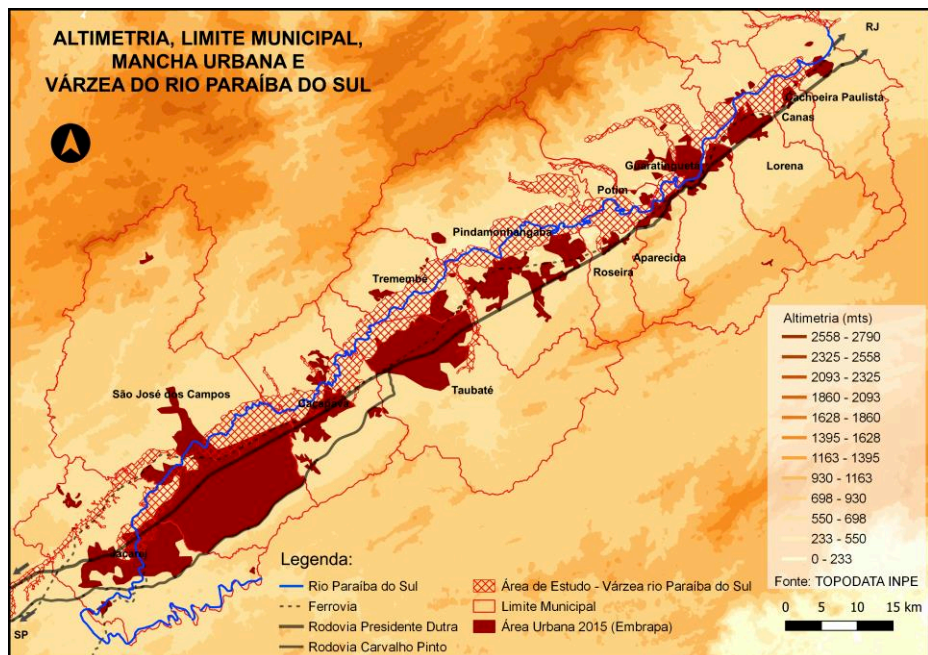 ALTIMETRIA, LIMITE MUNICIPAL,
MANCHA URBANA E
VÁRZEA DO RIO PARAÍBA DO SUL
RJ
Cachoeira Paulista
Canas
Guaratinguetá
Lorena
Potim
Pindamonhangaba
Aparecida
Roseira
Tremembé
Taubaté
São José dos Campos
Caçapava
Jacareí
SP
Altimetria (mts)
2558 - 2790
2325 - 2558
2093 - 2325
1860 - 2093
1628 - 1860
1395 - 1628
1163 - 1395
930 - 1163
698 - 930
550 - 698
233 - 550
0 - 233
Fonte: TOPODATA INPE
0 5 10 15 km
Legenda:
Rio Paraíba do Sul
Ferrovia
Rodovia Presidente Dutra
Rodovia Carvalho Pinto
Área de Estudo - Várzea rio Paraíba do Sul
Limite Municipal
Área Urbana 2015 (Embrapa)